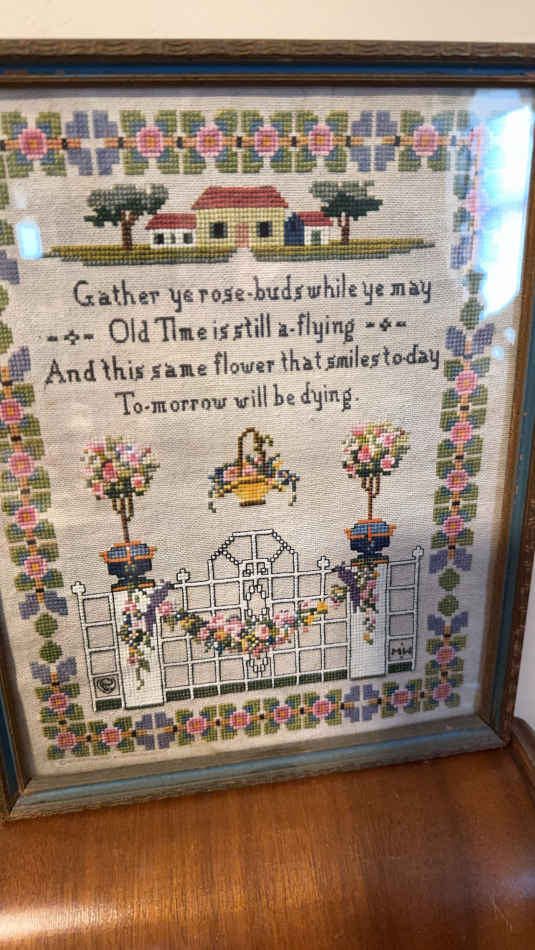 Gather ye rose-buds while ye may
Old TIme is still a-flying
And this same flower that smiles to-day
To-morrow will be dying.
MW